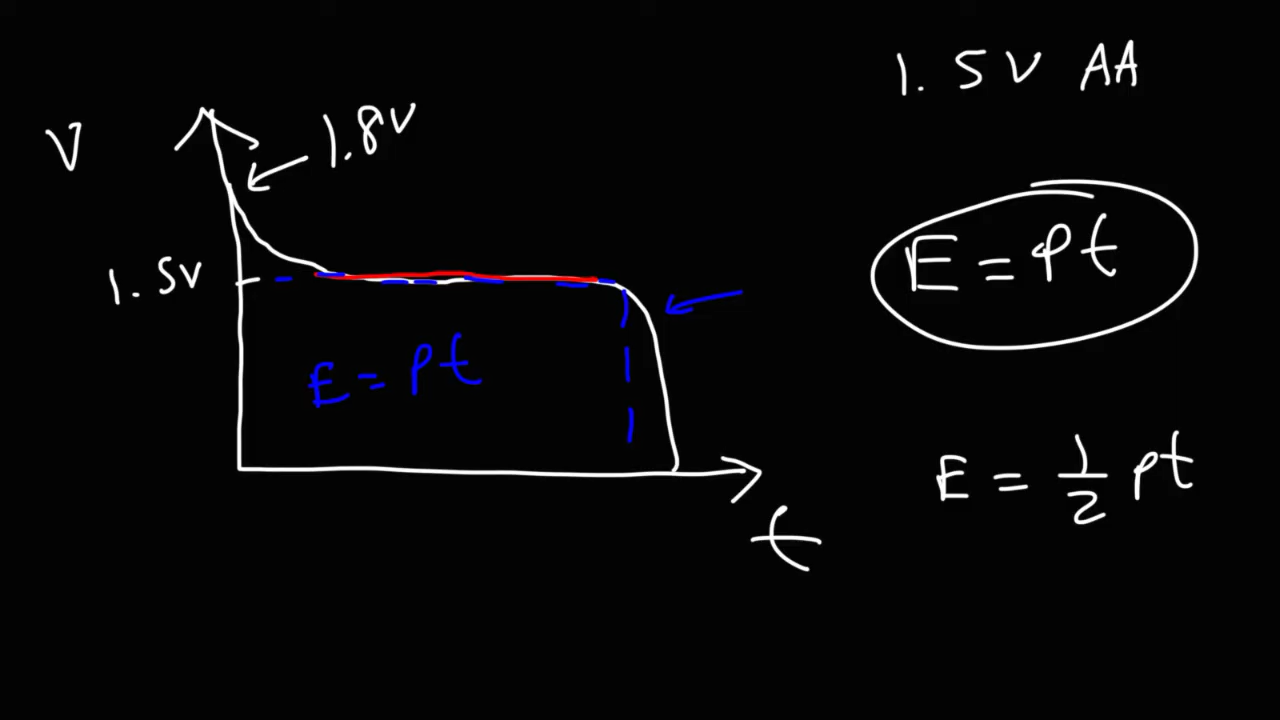 1.5V AA
V
1.8V
1.5V
E = Pt
E = Pt
E = 1/2 Pt
t